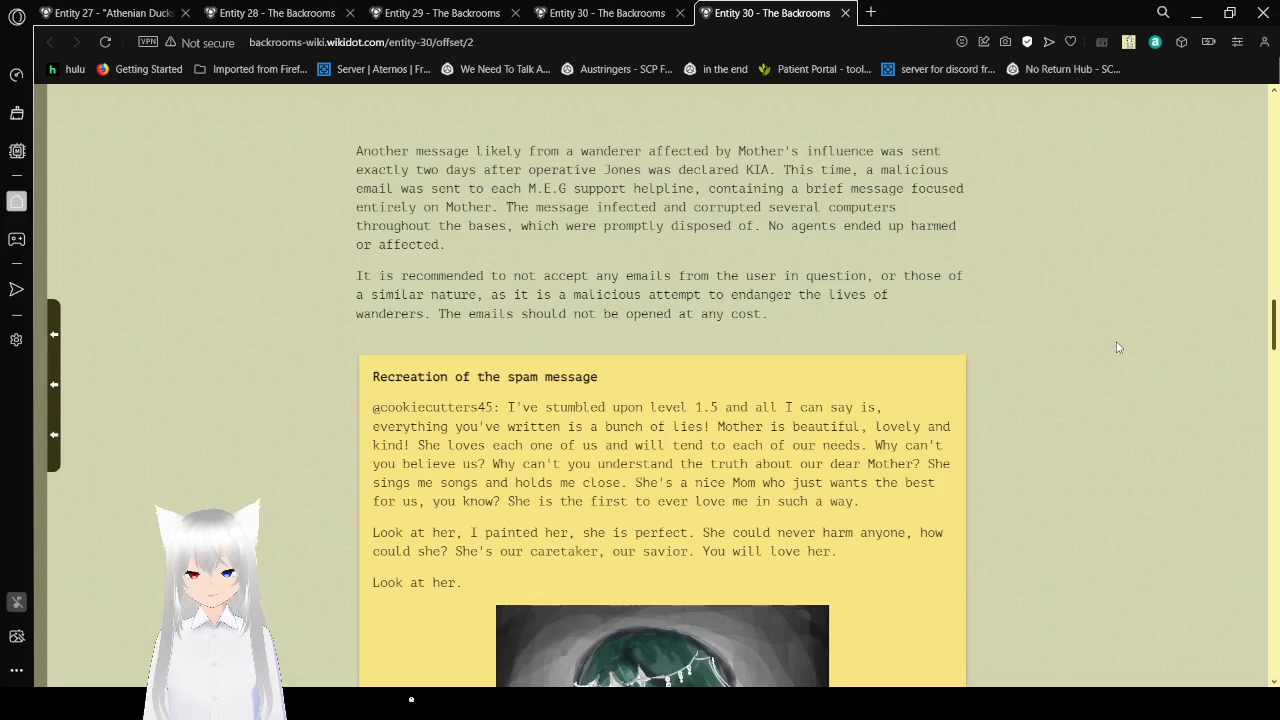 Entity 27 - "Athenian Ducks
Entity 28 - The Backrooms
Entity 29 - The Backrooms
Entity 30 - The Backrooms
Entity 30 - The Backrooms
VPN
Not secure
backrooms-wiki.wikidot.com/entity-30/offset/2
hulu
Getting Started
Imported from Firef...
Server | Aternos | Fr...
We Need To Talk A...
Austringers - SCP F...
in the end
Patient Portal - tool...
server for discord fr...
No Return Hub - SC...
Another message likely from a wanderer affected by Mother's influence was sent
exactly two days after operative Jones was declared KIA. This time, a malicious
email was sent to each M.E.G support helpline, containing a brief message focused
entirely on Mother. The message infected and corrupted several computers
throughout the bases, which were promptly disposed of. No agents ended up harmed
or affected.
It is recommended to not accept any emails from the user in question, or those of
a similar nature, as it is a malicious attempt to endanger the lives of
wanderers. The emails should not be opened at any cost.
Recreation of the spam message
@cookiecutters45: I've stumbled upon level 1.5 and all I can say is,
everything you've written is a bunch of lies! Mother is beautiful, lovely and
kind! She loves each one of us and will tend to each of our needs. Why can't
you believe us? Why can't you understand the truth about our dear Mother? She
sings me songs and holds me close. She's a nice Mom who just wants the best
for us, you know? She is the first to ever love me in such a way.
Look at her, I painted her, she is perfect. She could never harm anyone, how
could she? She's our caretaker, our savior. You will love her.
Look at her.